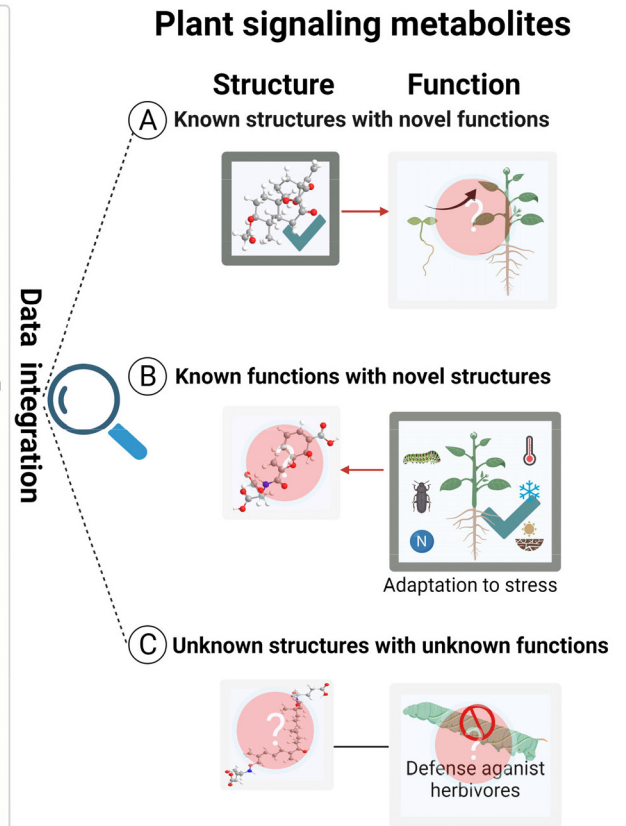 Plant signaling metabolites
Structure
Function
A
Known structures with novel functions
?
Data integration
B
Known functions with novel structures
?
N
Adaptation to stress
C
Unknown structures with unknown functions
?
?
Defense aganist
herbivores